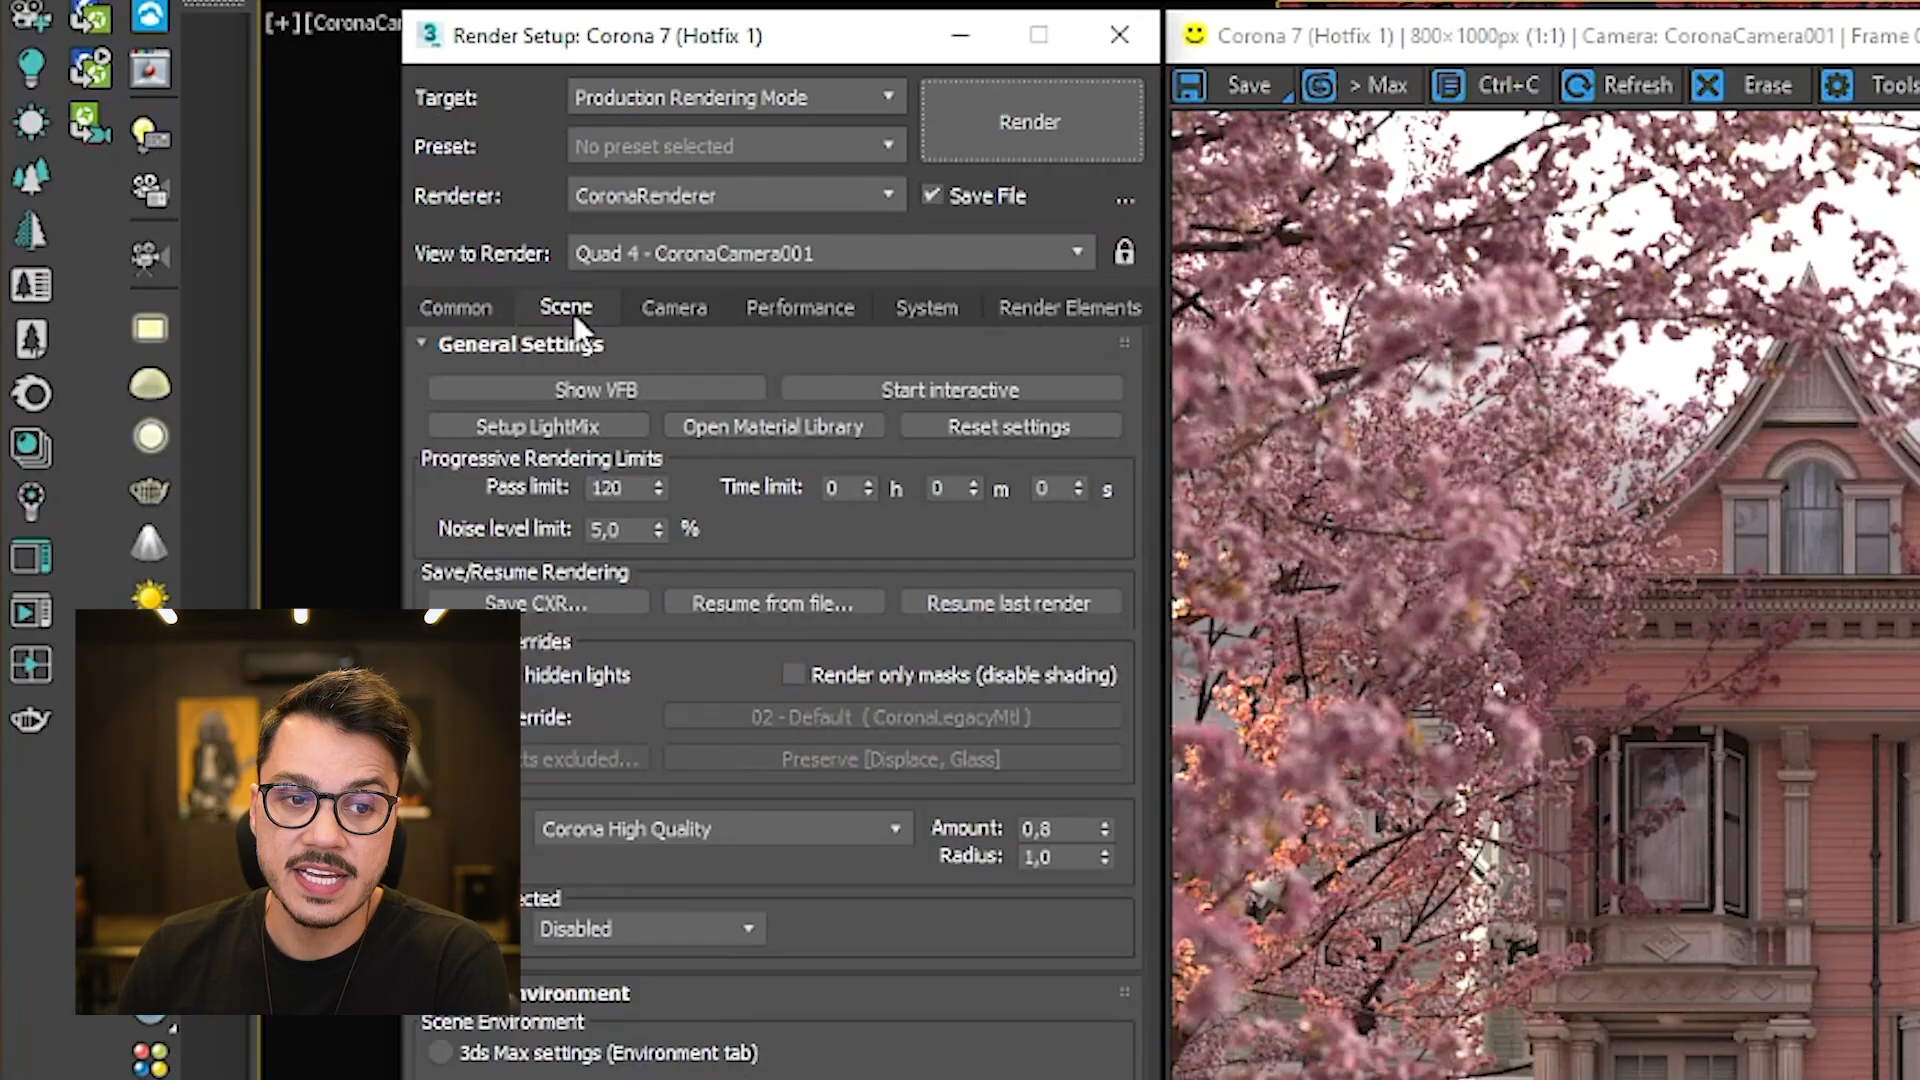 [+][CoronaCa
Render Setup: Corona 7 (Hotfix 1)
Target: Production Rendering Mode
Render
Preset: No preset selected
Renderer: CoronaRenderer
Save File ...
View to Render: Quad 4 - CoronaCamera001
Common Scene Camera Performance System Render Elements
General Settings
Show VFB Start interactive
Setup LightMix Open Material Library Reset settings
Progressive Rendering Limits
Pass limit: 120 Time limit: 0 h 0 m 0 s
Noise level limit: 5,0 %
Save/Resume Rendering
Save CXR... Resume from file... Resume last render
errides
hidden lights Render only masks (disable shading)
erride: 02 - Default ( CoronaLegacyMtl )
ts excluded... Preserve [Displace, Glass]
Corona High Quality Amount: 0,8
Radius: 1,0
cted
Disabled
nvironment
Scene Environment
3ds Max settings (Environment tab)
Corona 7 (Hotfix 1) | 800×1000px (1:1) | Camera: CoronaCamera001 | Frame 0
Save > Max Ctrl+C Refresh Erase Tools